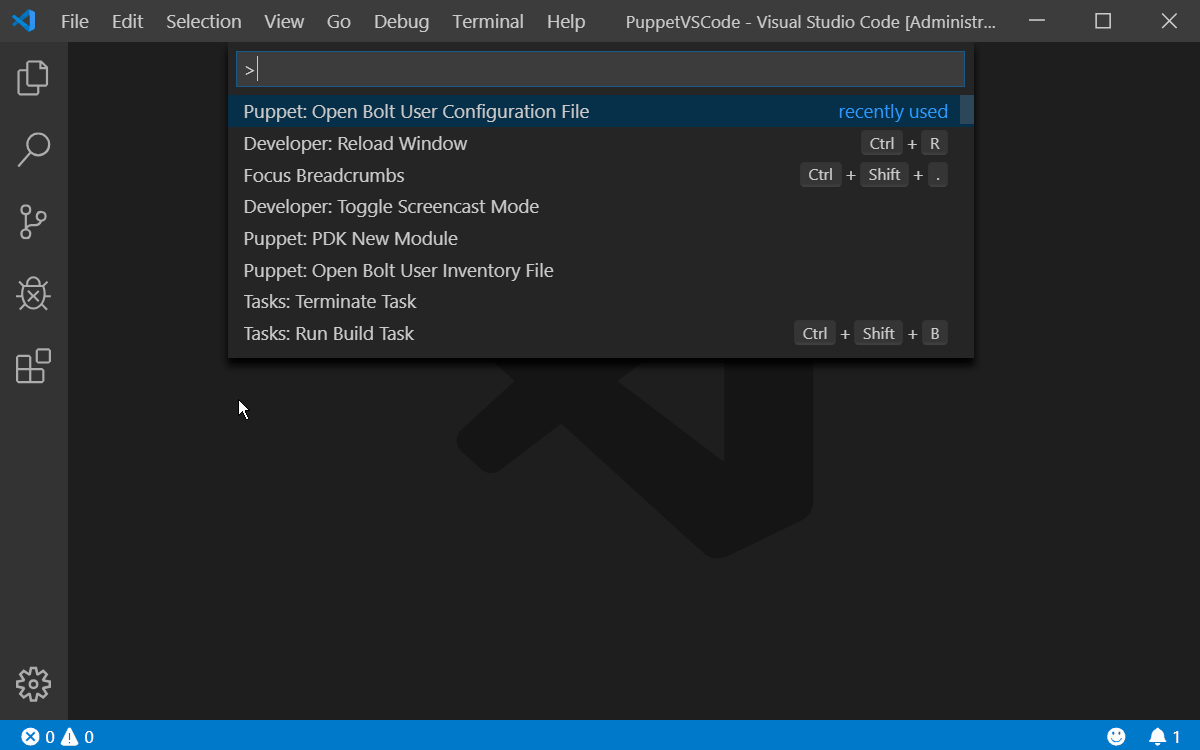 File Edit Selection View Go Debug Terminal Help PuppetVSCode - Visual Studio Code [Administr...
>
Puppet: Open Bolt User Configuration File recently used
Developer: Reload Window Ctrl + R
Focus Breadcrumbs Ctrl + Shift + .
Developer: Toggle Screencast Mode
Puppet: PDK New Module
Puppet: Open Bolt User Inventory File
Tasks: Terminate Task
Tasks: Run Build Task Ctrl + Shift + B
0 0 1